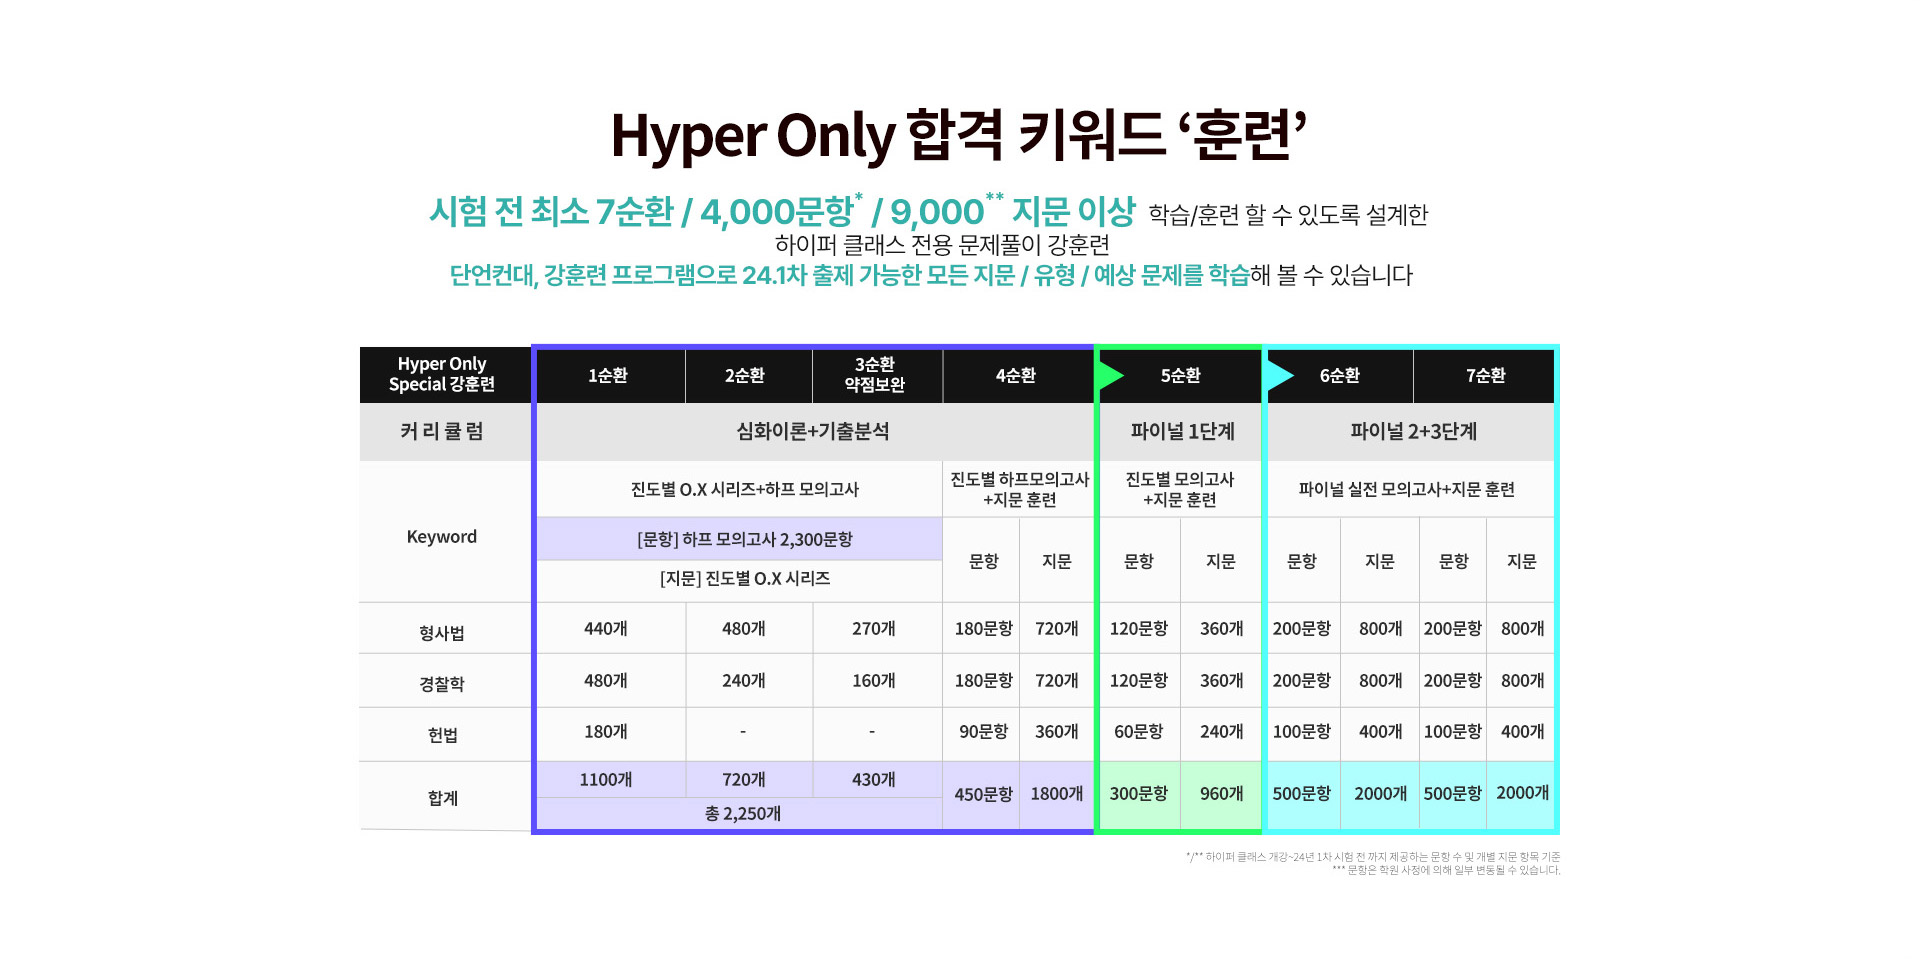 Hyper Only 합격 키워드 ‘훈련’
시험 전 최소 7순환 / 4,000문항* / 9,000** 지문 이상 학습/훈련 할 수 있도록 설계한
하이퍼 클래스 전용 문제풀이 강훈련
단언컨대, 강훈련 프로그램으로 24.1차 출제 가능한 모든 지문 / 유형 / 예상 문제를 학습해 볼 수 있습니다
Hyper Only
Special 강훈련
1순환
2순환
3순환
약점보완
4순환
5순환
6순환
7순환
커 리 큘 럼
심화이론+기출분석
파이널 1단계
파이널 2+3단계
Keyword
진도별 O.X 시리즈+하프 모의고사
진도별 하프모의고사
+지문 훈련
진도별 모의고사
+지문 훈련
파이널 실전 모의고사+지문 훈련
[문항] 하프 모의고사 2,300문항
[지문] 진도별 O.X 시리즈
문항 지문 문항 지문 문항 지문 문항 지문
형사법 440개 480개 270개 180문항 720개 120문항 360개 200문항 800개 200문항 800개
경찰학 480개 240개 160개 180문항 720개 120문항 360개 200문항 800개 200문항 800개
헌법 180개 - - 90문항 360개 60문항 240개 100문항 400개 100문항 400개
합계 1100개 720개 430개 450문항 1800개 300문항 960개 500문항 2000개 500문항 2000개
총 2,250개
*/** 하이퍼 클래스 개강~24년 1차 시험 전 까지 제공하는 문항 수 및 개별 지문 항목 기준
*** 문항은 학원 사정에 의해 일부 변동될 수 있습니다.